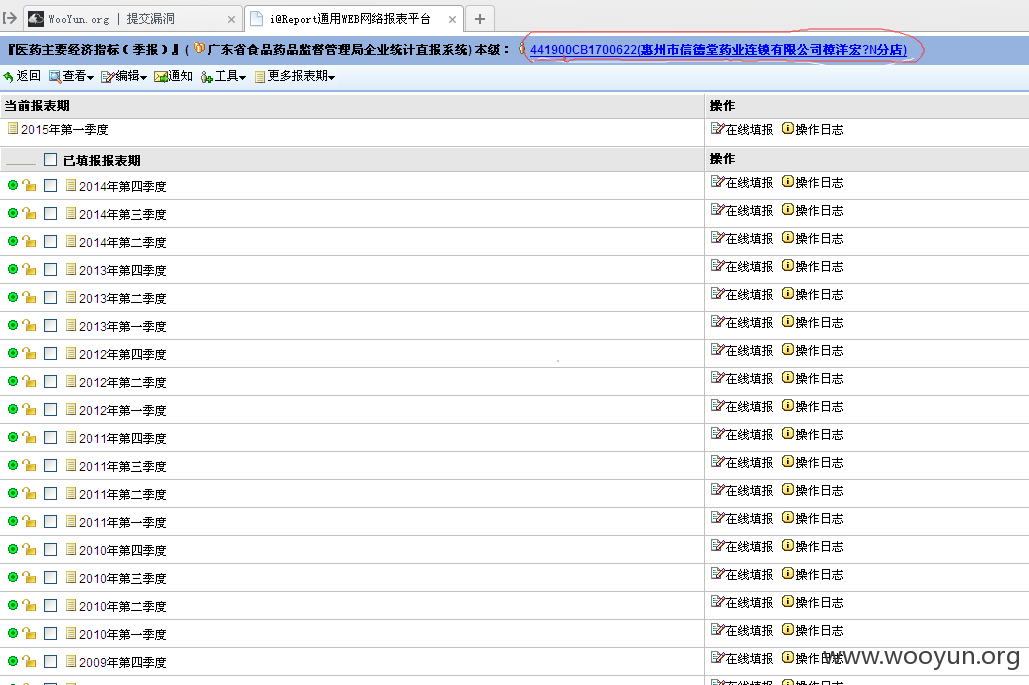 WooYun.org | 提交漏洞 × i@Report通用WEB网络报表平台 × +
『医药主要经济指标(季报)』( 广东省食品药品监督管理局企业统计直报系统) 本级： 441900CB1700622(惠州市信德堂药业连锁有限公司樟洋宏?N分店)
返回 查看 编辑 通知 工具 更多报表期
当前报表期 操作
2015年第一季度 在线填报 操作日志
已填报报表期 操作
2014年第四季度 在线填报 操作日志
2014年第三季度 在线填报 操作日志
2014年第二季度 在线填报 操作日志
2013年第四季度 在线填报 操作日志
2013年第二季度 在线填报 操作日志
2013年第一季度 在线填报 操作日志
2012年第四季度 在线填报 操作日志
2012年第二季度 在线填报 操作日志
2012年第一季度 在线填报 操作日志
2011年第四季度 在线填报 操作日志
2011年第三季度 在线填报 操作日志
2011年第二季度 在线填报 操作日志
2011年第一季度 在线填报 操作日志
2010年第四季度 在线填报 操作日志
2010年第三季度 在线填报 操作日志
2010年第二季度 在线填报 操作日志
2010年第一季度 在线填报 操作日志
2009年第四季度 在线填报 操作日志
www.wooyun.org